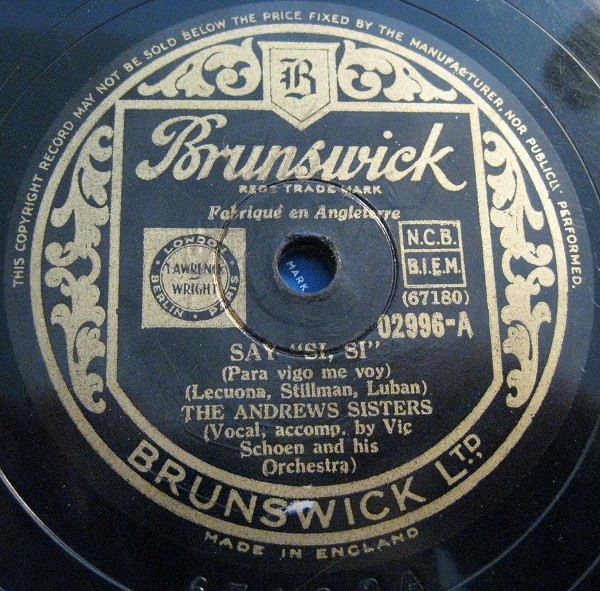 THIS COPYRIGHT RECORD MAY NOT BE SOLD BELOW THE PRICE FIXED BY THE MANUFACTURER, NOR PUBLICLY PERFORMED.
B
Brunswick
REGD TRADE MARK
Fabriqué en Angleterre
N.C.B.
B.I.E.M.
(67180)
02996-A
LONDON
LAWRENCE
WRIGHT
BERLIN PARIS
MARK
SAY "SI, SI"
(Para vigo me voy)
(Lecuona, Stillman, Luban)
THE ANDREWS SISTERS
(Vocal, accomp. by Vic
Schoen and his
Orchestra)
BRUNSWICK LTD.,
MADE IN ENGLAND